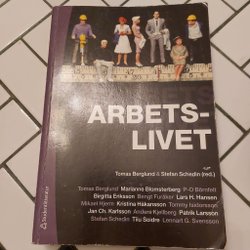 ARBETS-
LIVET
Tomas Berglund & Stefan Schedin (red.)
Tomas Berglund Marianne Blomsterberg P-O Börnfelt
Birgitta Eriksson Bengt Furåker Lars H. Hansen
Mikael Hjerm Kristina Håkansson Tommy Isidorsson
Jan Ch. Karlsson Anders Kjellberg Patrik Larsson
Stefan Schedin Tiiu Soidre Lennart G. Svensson
Studentlitteratur